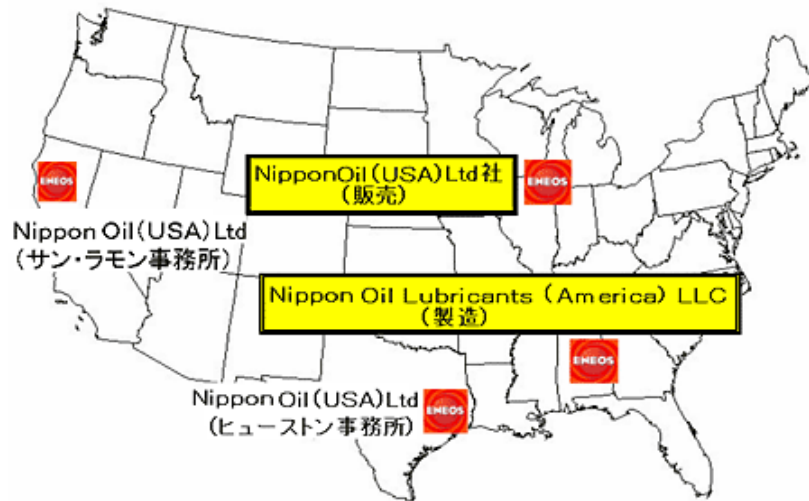 NipponOil(USA)Ltd社
(販売)
ENEOS
ENEOS
Nippon Oil(USA)Ltd
(サン・ラモン事務所)
Nippon Oil Lubricants (America) LLC
(製造)
ENEOS
Nippon Oil(USA)Ltd
(ヒューストン事務所)
ENEOS